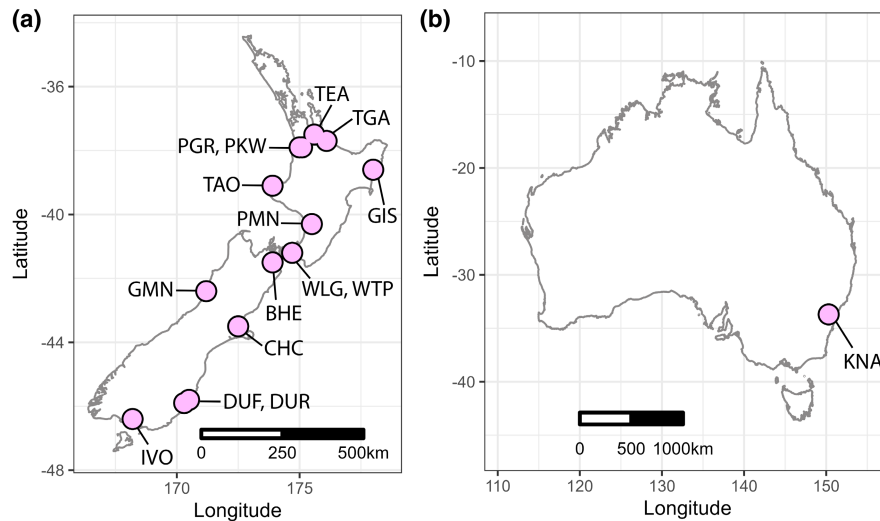 (a)
TEA
TGA
PGR, PKW
TAO
GIS
PMN
WLG, WTP
GMN
BHE
CHC
DUF, DUR
IVO
0 250 500km
-36
-40
-44
-48
Latitude
170 175
Longitude
(b)
-10
-20
-30
-40
Latitude
KNA
0 500 1000km
110 120 130 140 150
Longitude